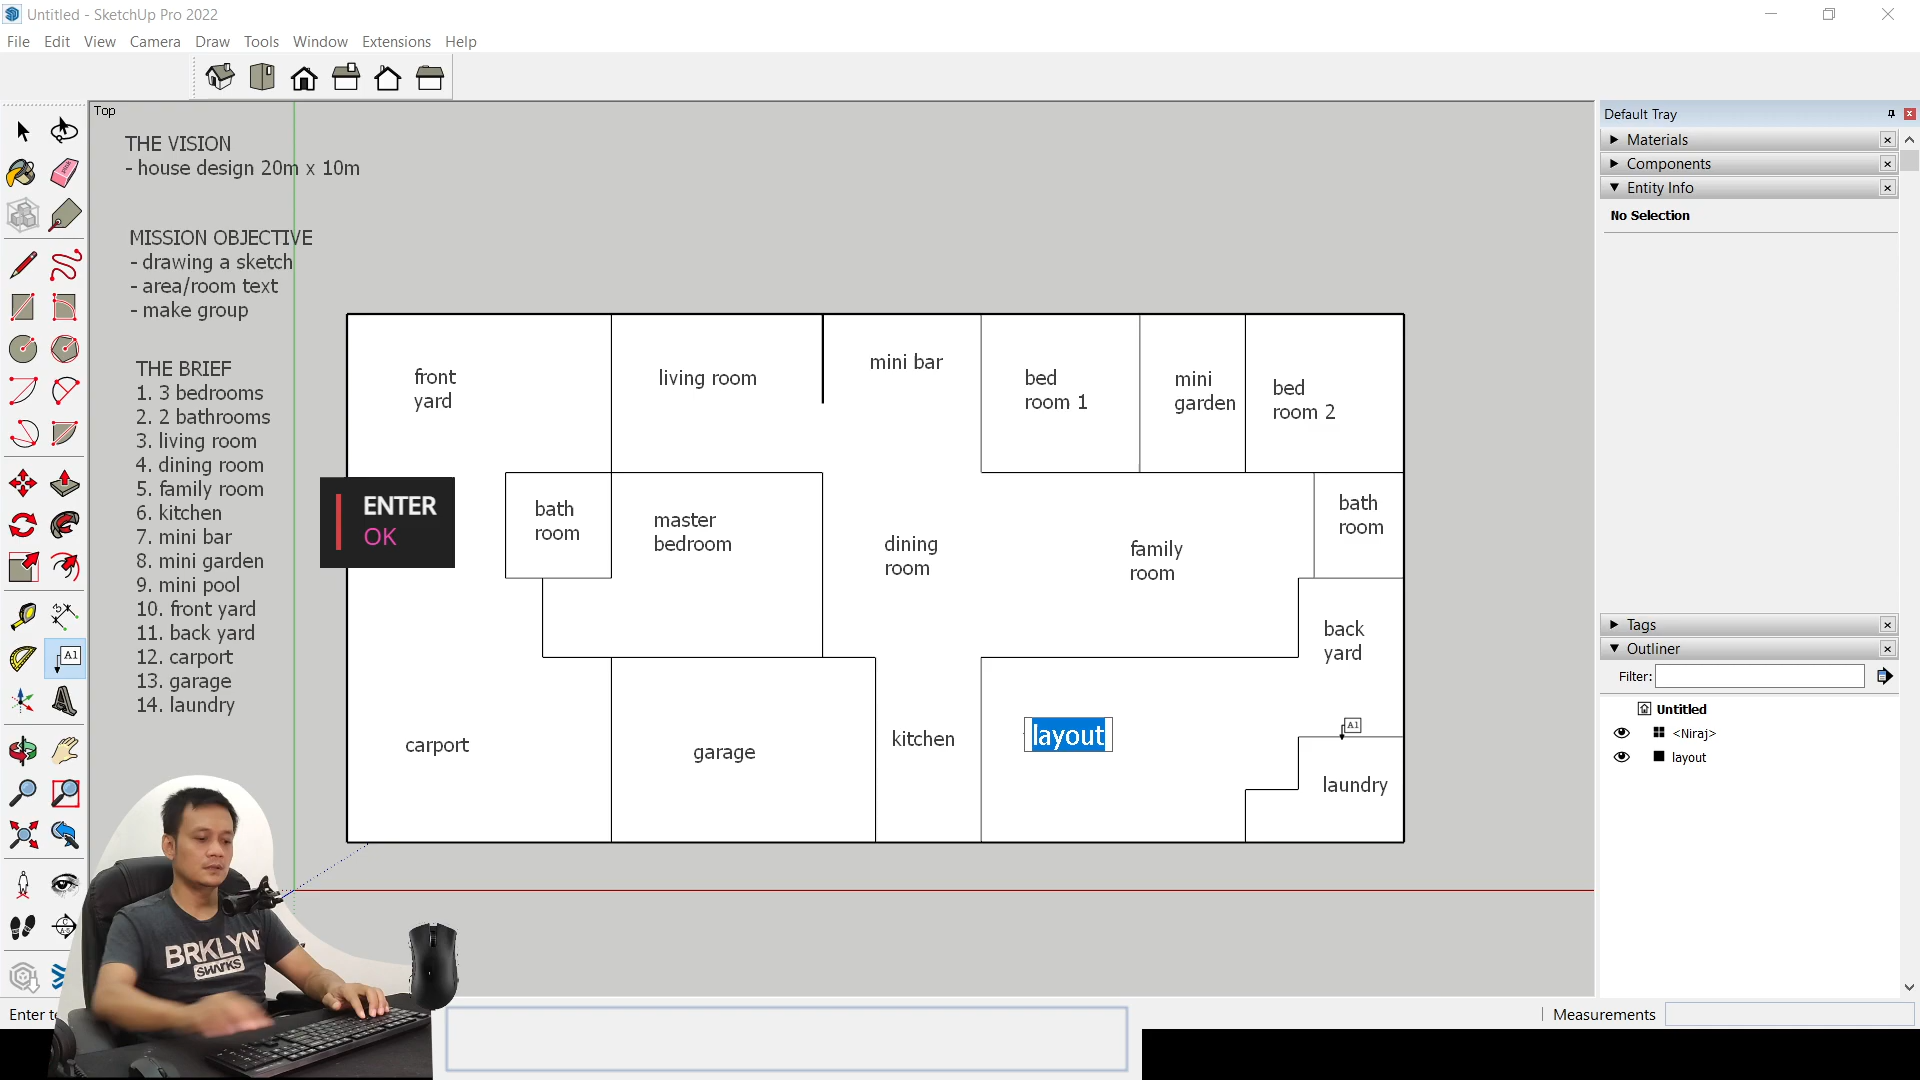 Untitled - SketchUp Pro 2022
File Edit View Camera Draw Tools Window Extensions Help
Top
THE VISION
- house design 20m x 10m
MISSION OBJECTIVE
- drawing a sketch
- area/room text
- make group
THE BRIEF
1. 3 bedrooms
2. 2 bathrooms
3. living room
4. dining room
5. family room
6. kitchen
7. mini bar
8. mini garden
9. mini pool
10. front yard
11. back yard
12. carport
13. garage
14. laundry
front
yard
living room
mini bar
bed
room 1
mini
garden
bed
room 2
ENTER
OK
bath
room
master
bedroom
dining
room
family
room
bath
room
back
yard
carport
garage
kitchen
layout
A1
laundry
A1
BRKLYN
SHARKS
Default Tray
Materials
Components
Entity Info
No Selection
Tags
Outliner
Filter:
Untitled
<Niraj>
layout
Enter
Measurements